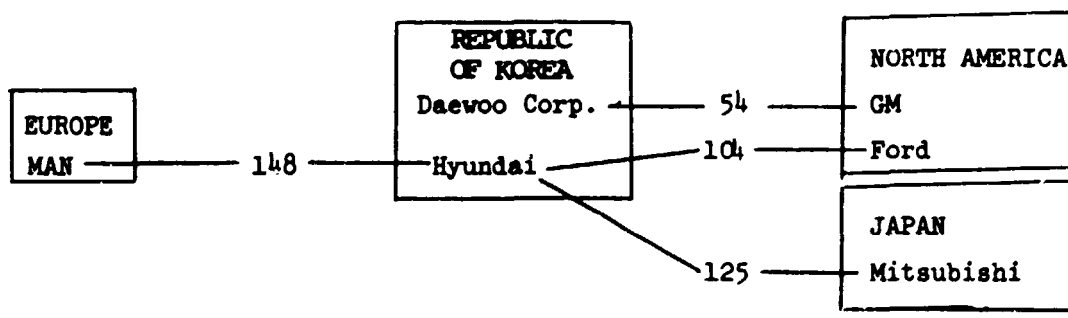 REPUBLIC
OF KOREA
NORTH AMERICA
Daewoo Corp. 54 GM
EUROPE
MAN 148 Hyundai 104 Ford
JAPAN
125 Mitsubishi